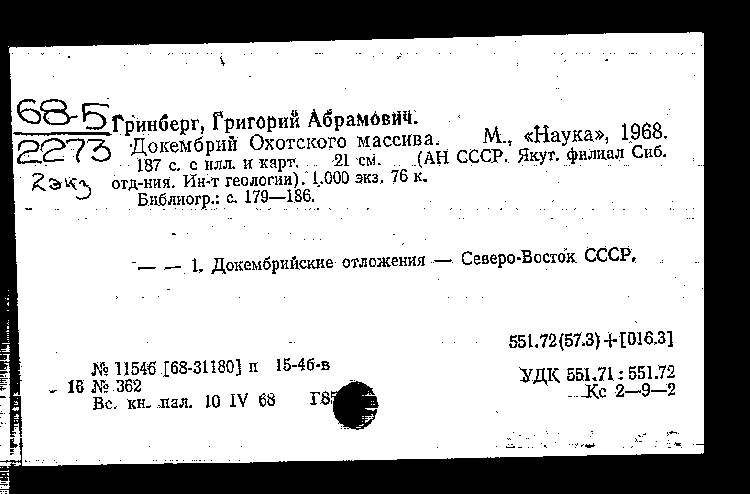 68-5
2273
2экз
Гринберг, Григорий Абрамович.
Докембрий Охотского массива. М., «Наука», 1968.
187 с. с илл. и карт. 21 см. (АН СССР. Якут. филиал Сиб.
отд-ния. Ин-т геологии). 1.000 экз. 76 к.
Библиогр.: с. 179—186.
— — 1. Докембрийские отложения — Северо-Восток СССР.
551.72(57.3)+[016.3]
№ 11546 [68-31180] п 15-4б-в
УДК 551.71 : 551.72
16 № 362
Кс 2—9—2
Вс. кн. пал. 10 IV 68 Г85